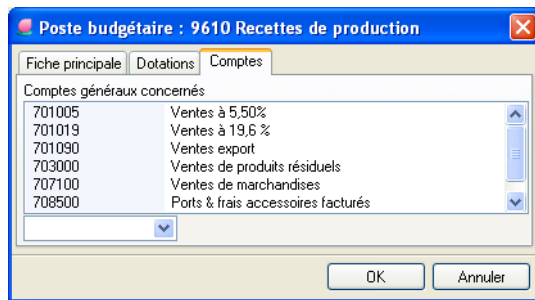 Poste budgétaire : 9610 Recettes de production
Fiche principale Dotations Comptes
Comptes généraux concernés
701005 Ventes à 5,50%
701019 Ventes à 19,6 %
701090 Ventes export
703000 Ventes de produits résiduels
707100 Ventes de marchandises
708500 Ports & frais accessoires facturés
OK Annuler